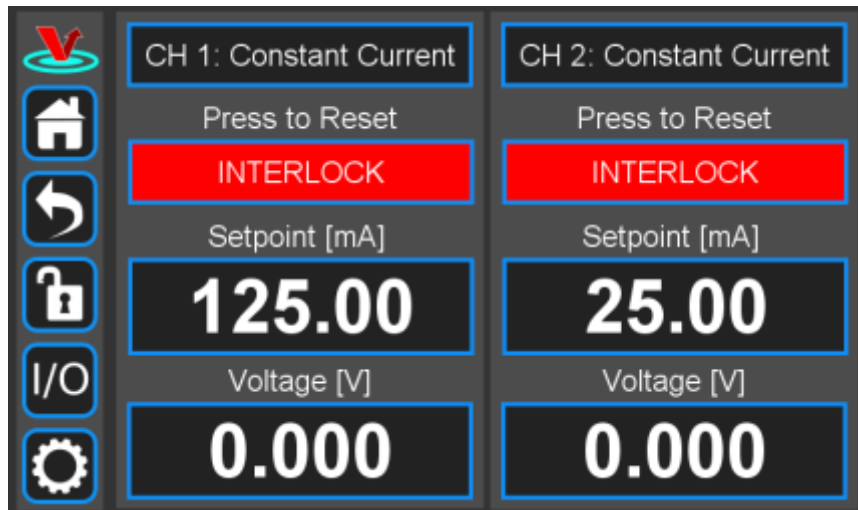 CH 1: Constant Current
Press to Reset
INTERLOCK
Setpoint [mA]
125.00
Voltage [V]
0.000
CH 2: Constant Current
Press to Reset
INTERLOCK
Setpoint [mA]
25.00
Voltage [V]
0.000
I/O